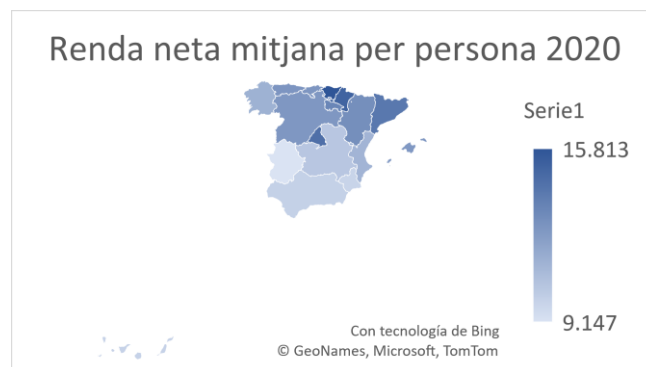 Renda neta mitjana per persona 2020
Serie1
15.813
9.147
Con tecnología de Bing
© GeoNames, Microsoft, TomTom